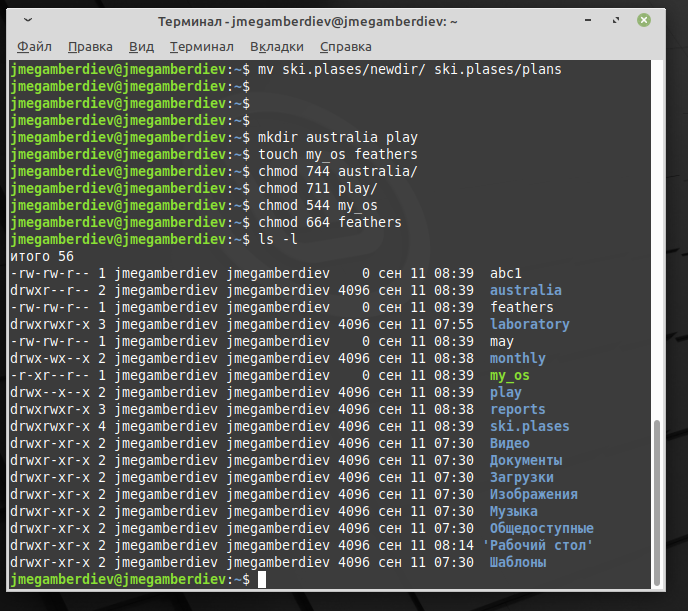 Терминал - jmegamberdiev@jmegamberdiev: ~
Файл Правка Вид Терминал Вкладки Справка
jmegamberdiev@jmegamberdiev:~$ mv ski.plases/newdir/ ski.plases/plans
jmegamberdiev@jmegamberdiev:~$
jmegamberdiev@jmegamberdiev:~$
jmegamberdiev@jmegamberdiev:~$
jmegamberdiev@jmegamberdiev:~$ mkdir australia play
jmegamberdiev@jmegamberdiev:~$ touch my_os feathers
jmegamberdiev@jmegamberdiev:~$ chmod 744 australia/
jmegamberdiev@jmegamberdiev:~$ chmod 711 play/
jmegamberdiev@jmegamberdiev:~$ chmod 544 my_os
jmegamberdiev@jmegamberdiev:~$ chmod 664 feathers
jmegamberdiev@jmegamberdiev:~$ ls -l
итого 56
-rw-rw-r-- 1 jmegamberdiev jmegamberdiev    0 сен 11 08:39  abc1
drwxr--r-- 2 jmegamberdiev jmegamberdiev 4096 сен 11 08:39  australia
-rw-rw-r-- 1 jmegamberdiev jmegamberdiev    0 сен 11 08:39  feathers
drwxrwxr-x 3 jmegamberdiev jmegamberdiev 4096 сен 11 07:55  laboratory
-rw-rw-r-- 1 jmegamberdiev jmegamberdiev    0 сен 11 08:39  may
drwx-wx--x 2 jmegamberdiev jmegamberdiev 4096 сен 11 08:38  monthly
-r-xr--r-- 1 jmegamberdiev jmegamberdiev    0 сен 11 08:39  my_os
drwx--x--x 2 jmegamberdiev jmegamberdiev 4096 сен 11 08:39  play
drwxrwxr-x 3 jmegamberdiev jmegamberdiev 4096 сен 11 08:38  reports
drwxrwxr-x 4 jmegamberdiev jmegamberdiev 4096 сен 11 08:39  ski.plases
drwxr-xr-x 2 jmegamberdiev jmegamberdiev 4096 сен 11 07:30  Видео
drwxr-xr-x 2 jmegamberdiev jmegamberdiev 4096 сен 11 07:30  Документы
drwxr-xr-x 2 jmegamberdiev jmegamberdiev 4096 сен 11 07:30  Загрузки
drwxr-xr-x 2 jmegamberdiev jmegamberdiev 4096 сен 11 07:30  Изображения
drwxr-xr-x 2 jmegamberdiev jmegamberdiev 4096 сен 11 07:30  Музыка
drwxr-xr-x 2 jmegamberdiev jmegamberdiev 4096 сен 11 07:30  Общедоступные
drwxr-xr-x 2 jmegamberdiev jmegamberdiev 4096 сен 11 08:14 'Рабочий стол'
drwxr-xr-x 2 jmegamberdiev jmegamberdiev 4096 сен 11 07:30  Шаблоны
jmegamberdiev@jmegamberdiev:~$